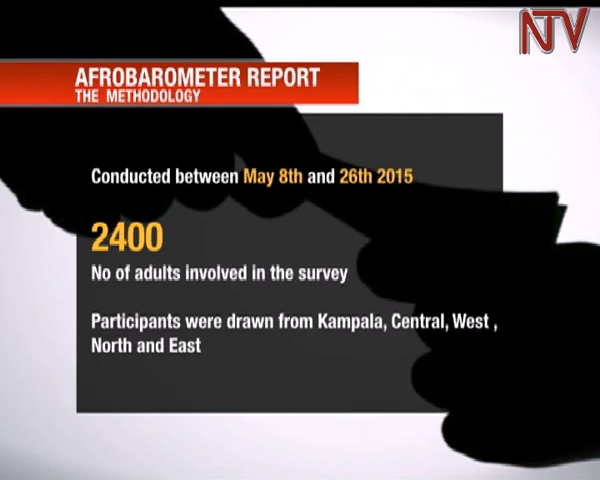 NTV
AFROBAROMETER REPORT
THE METHODOLOGY
Conducted between May 8th and 26th 2015
2400
No of adults involved in the survey
Participants were drawn from Kampala, Central, West ,
North and East